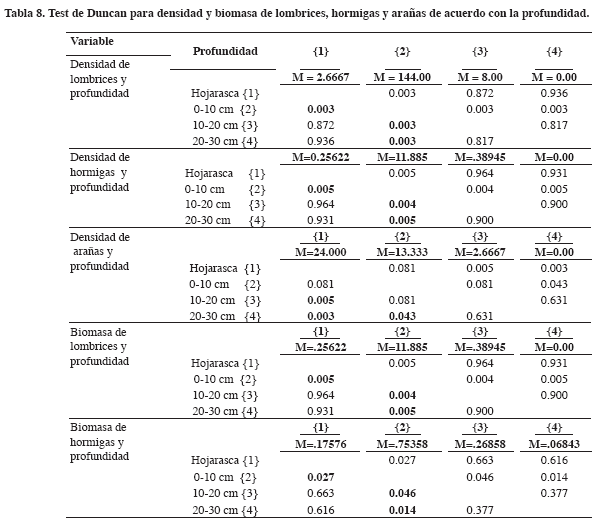 Tabla 8. Test de Duncan para densidad y biomasa de lombrices, hormigas y arañas de acuerdo con la profundidad.
Variable Profundidad {1} {2} {3} {4}
Densidad de lombrices y profundidad M = 2.6667 M = 144.00 M = 8.00 M = 0.00
Hojarasca {1} 0.003 0.872 0.936
0-10 cm {2} 0.003 0.003 0.003
10-20 cm {3} 0.872 0.003 0.817
20-30 cm {4} 0.936 0.003 0.817
Densidad de hormigas y profundidad M=0.25622 M=11.885 M=.38945 M=0.00
Hojarasca {1} 0.005 0.964 0.931
0-10 cm {2} 0.005 0.004 0.005
10-20 cm {3} 0.964 0.004 0.900
20-30 cm {4} 0.931 0.005 0.900
Densidad de arañas y profundidad {1} {2} {3} {4}
M=24.000 M=13.333 M=2.6667 M=0.00
Hojarasca {1} 0.081 0.005 0.003
0-10 cm {2} 0.081 0.081 0.043
10-20 cm {3} 0.005 0.081 0.631
20-30 cm {4} 0.003 0.043 0.631
Biomasa de lombrices y profundidad {1} {2} {3} {4}
M=.25622 M=11.885 M=.38945 M=0.00
Hojarasca {1} 0.005 0.964 0.931
0-10 cm {2} 0.005 0.004 0.005
10-20 cm {3} 0.964 0.004 0.900
20-30 cm {4} 0.931 0.005 0.900
Biomasa de hormigas y profundidad {1} {2} {3} {4}
M=.17576 M=.75358 M=.26858 M=.06843
Hojarasca {1} 0.027 0.663 0.616
0-10 cm {2} 0.027 0.046 0.014
10-20 cm {3} 0.663 0.046 0.377
20-30 cm {4} 0.616 0.014 0.377